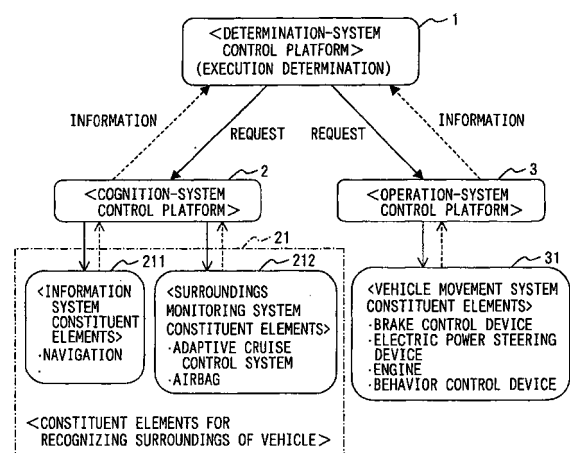 1
<DETERMINATION-SYSTEM
CONTROL PLATFORM>
(EXECUTION DETERMINATION)
INFORMATION
REQUEST
REQUEST
INFORMATION
2
<COGNITION-SYSTEM
CONTROL PLATFORM>
3
<OPERATION-SYSTEM
CONTROL PLATFORM>
21
211
<INFORMATION
SYSTEM
CONSTITUENT
ELEMENTS>
·NAVIGATION
·
212
<SURROUNDINGS
MONITORING SYSTEM
CONSTITUENT ELEMENTS>
·ADAPTIVE CRUISE
CONTROL SYSTEM
·AIRBAG
31
<VEHICLE MOVEMENT SYSTEM
CONSTITUENT ELEMENTS>
·BRAKE CONTROL DEVICE
·ELECTRIC POWER STEERING
DEVICE
·ENGINE
·BEHAVIOR CONTROL DEVICE
<CONSTITUENT ELEMENTS FOR
RECOGNIZING SURROUNDINGS OF VEHICLE>